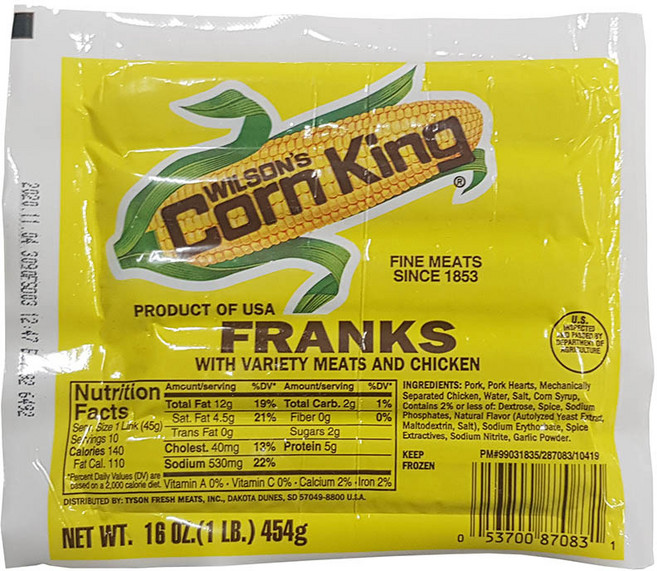 WILSON'S
Corn King
®
FINE MEATS
SINCE 1853
PRODUCT OF USA
FRANKS
WITH VARIETY MEATS AND CHICKEN
U.S.
INSPECTED
AND PASSED BY
DEPARTMENT OF
AGRICULTURE
Nutrition
Facts
Serv. Size 1 Link (45g)
Servings 10
Calories 140
Fat Cal. 110
*Percent Daily Values (DV) are
based on a 2,000 calorie diet.
Amount/serving %DV* Amount/serving %DV*
Total Fat 12g 19% Total Carb. 2g 1%
Sat. Fat 4.5g 21% Fiber 0g 0%
Trans Fat 0g Sugars 2g
Cholest. 40mg 13% Protein 5g
Sodium 530mg 22%
Vitamin A 0% · Vitamin C 0% · Calcium 2% · Iron 2%
INGREDIENTS: Pork, Pork Hearts, Mechanically
Separated Chicken, Water, Salt, Corn Syrup,
Contains 2% or less of: Dextrose, Spice, Sodium
Phosphates, Natural Flavor (Autolyzed Yeast Extract,
Maltodextrin, Salt), Sodium Erythorbate, Spice
Extractives, Sodium Nitrite, Garlic Powder.
KEEP
FROZEN
PM#99031835/287083/10419
DISTRIBUTED BY: TYSON FRESH MEATS, INC., DAKOTA DUNES, SD 57049-8800 U.S.A.
NET WT. 16 OZ.(1 LB.) 454g
0 53700 87083 1
2020.11.04 12:47